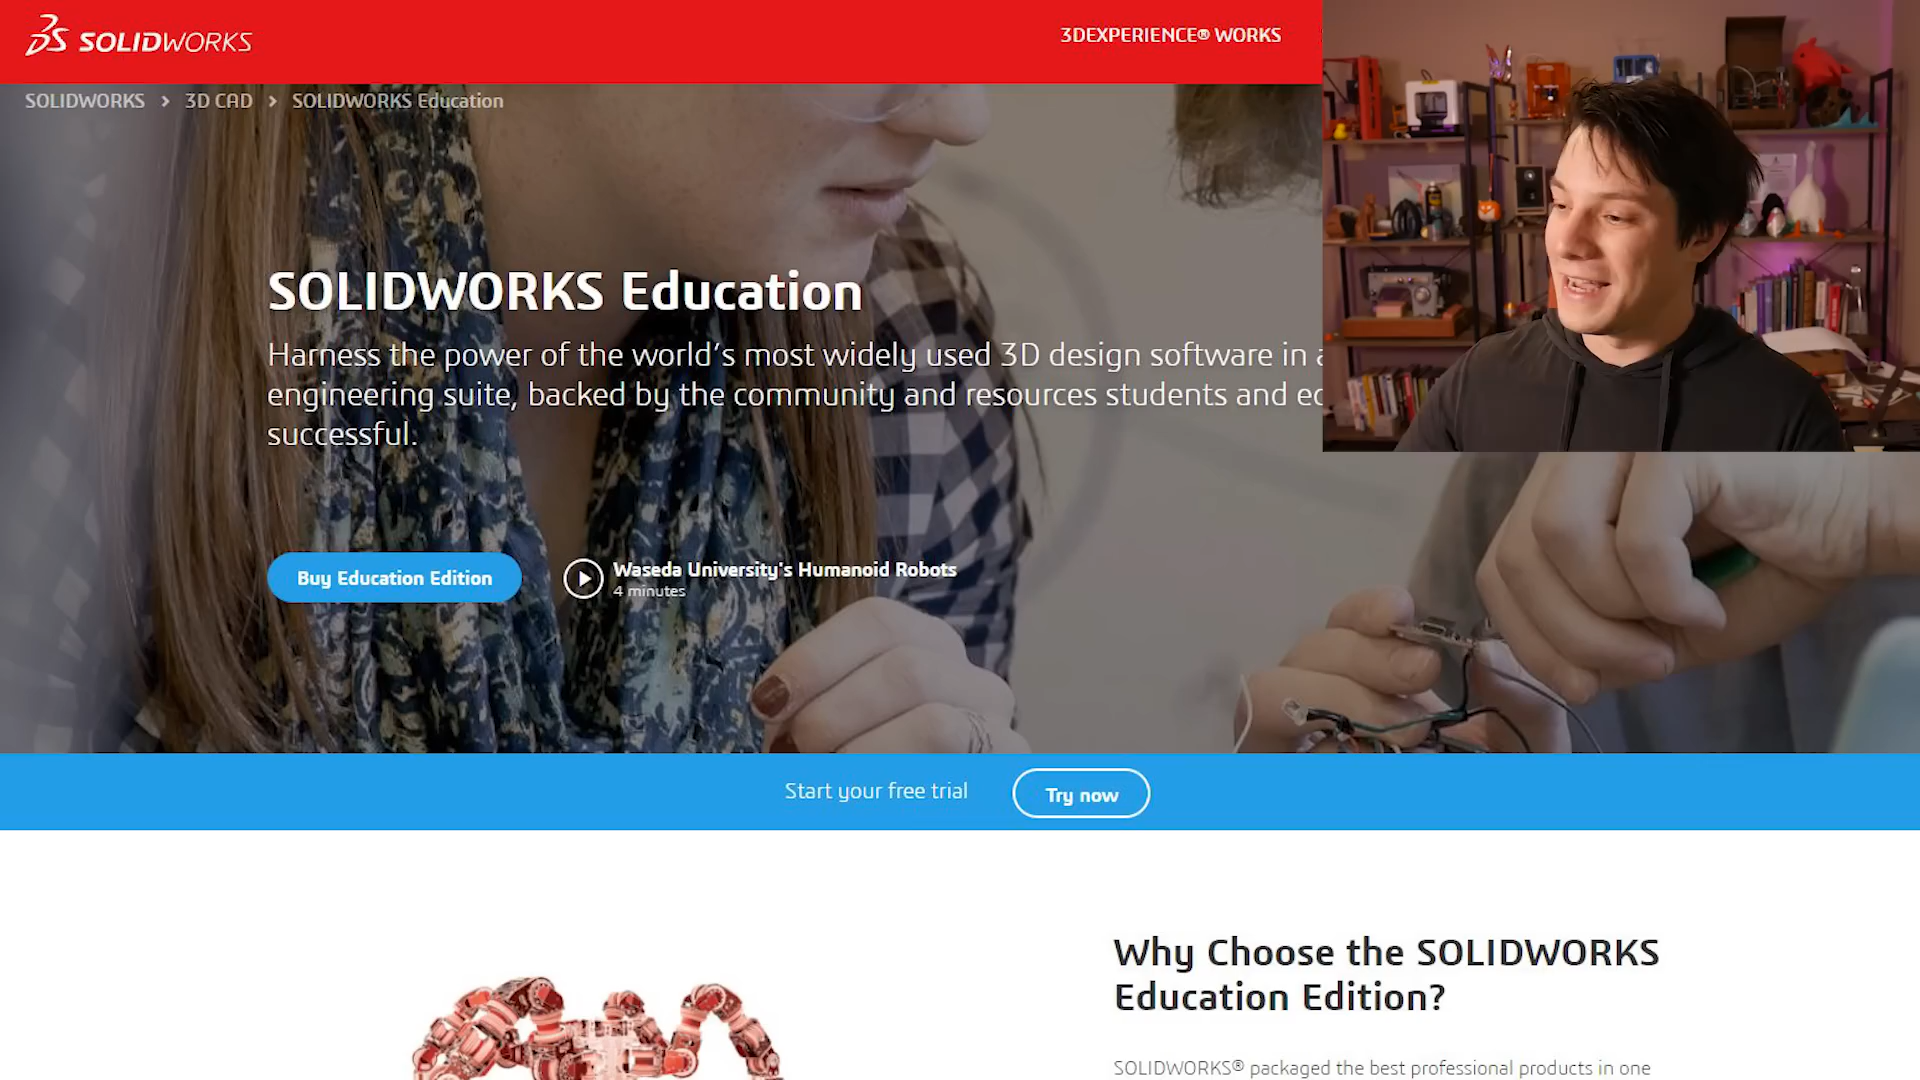 SOLIDWORKS
3DEXPERIENCE® WORKS
SOLIDWORKS > 3D CAD > SOLIDWORKS Education
SOLIDWORKS Education
Harness the power of the world's most widely used 3D design software in
engineering suite, backed by the community and resources students and
successful.
Buy Education Edition
Waseda University's Humanoid Robots
4 minutes
Start your free trial
Try now
Why Choose the SOLIDWORKS
Education Edition?
SOLIDWORKS® packaged the best professional products in one